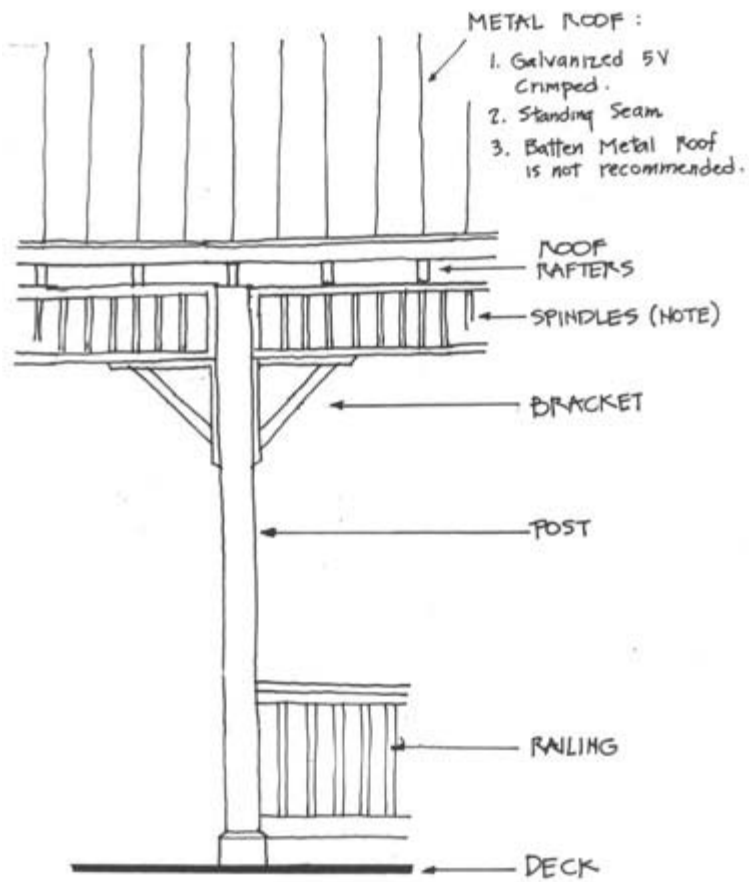 METAL ROOF :
1. Galvanized 5V
Crimped.
2. Standing Seam
3. Batten Metal Roof
is not recommended.
ROOF
RAFTERS
SPINDLES (NOTE)
BRACKET
POST
RAILING
DECK